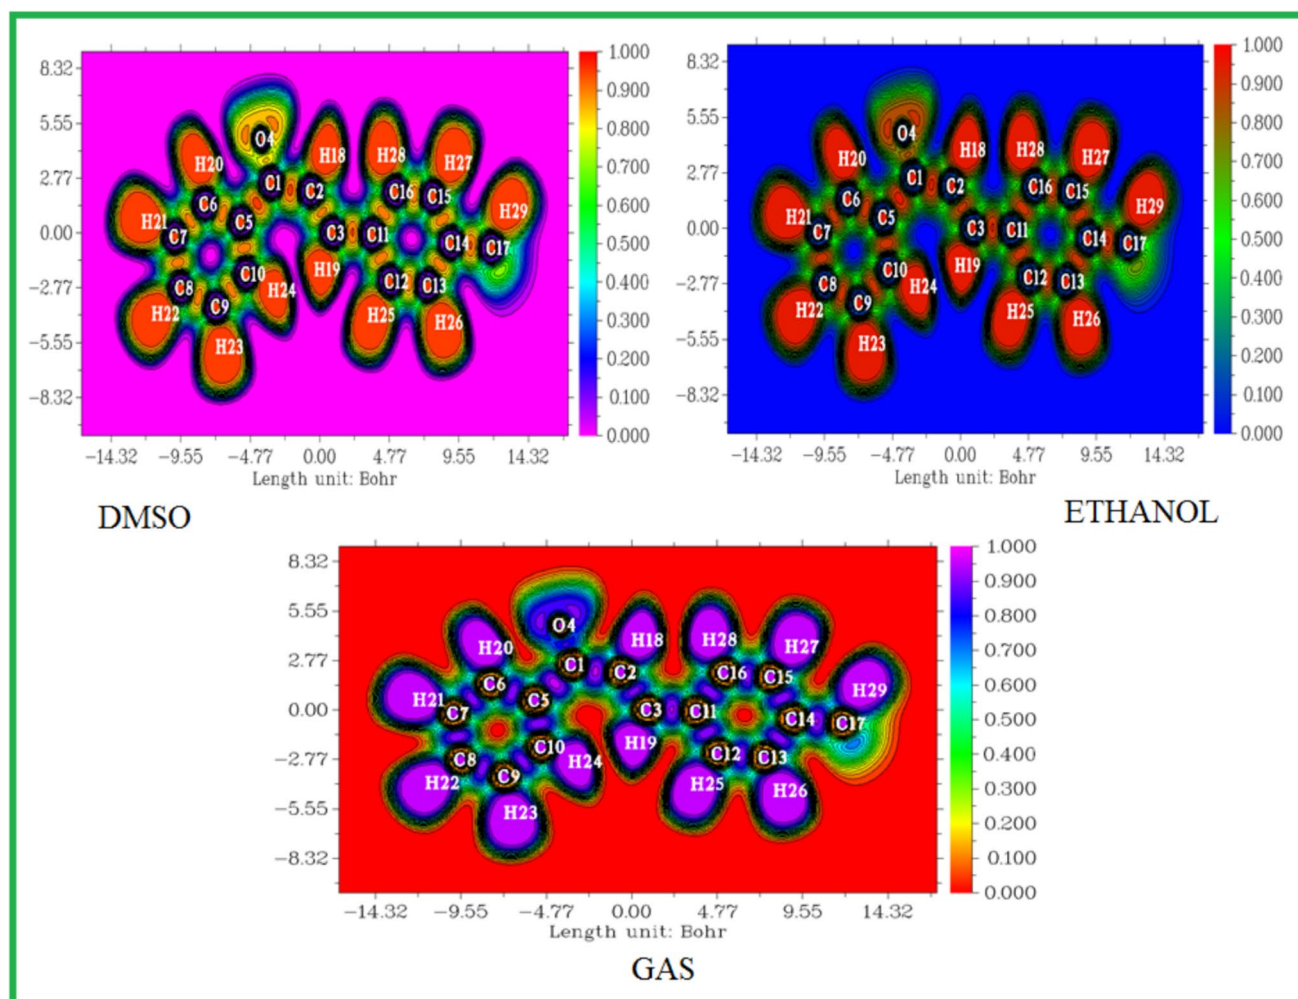 8.32
5.55
2.77
0.00
−2.77
−5.55
−8.32
−14.32 −9.55 −4.77 0.00 4.77 9.55 14.32
Length unit: Bohr
1.000
0.900
0.800
0.700
0.600
0.500
0.400
0.300
0.200
0.100
0.000
O4
H20 H18 H28 H27
C1 C2 C16 C15
H21 C6 C5 H29
C7 C3 C11 C14 C17
C10 H19
C8 H24 C12 C13
H22 C9 H25 H26
H23
DMSO
8.32
5.55
2.77
0.00
−2.77
−5.55
−8.32
−14.32 −9.55 −4.77 0.00 4.77 9.55 14.32
Length unit: Bohr
1.000
0.900
0.800
0.700
0.600
0.500
0.400
0.300
0.200
0.100
0.000
O4
H20 H18 H28 H27
C1 C2 C16 C15
H21 C6 C5 H29
C7 C3 C11 C14 C17
C10 H19
C8 H24 C12 C13
H22 C9 H25 H26
H23
ETHANOL
8.32
5.55
2.77
0.00
−2.77
−5.55
−8.32
−14.32 −9.55 −4.77 0.00 4.77 9.55 14.32
Length unit: Bohr
1.000
0.900
0.800
0.700
0.600
0.500
0.400
0.300
0.200
0.100
0.000
O4
H20 H18 H28 H27
C1 C2 C16 C15
H21 C6 C5 H29
C7 C3 C11 C14 C17
C10 H19
C8 H24 C12 C13
H22 C9 H25 H26
H23
GAS